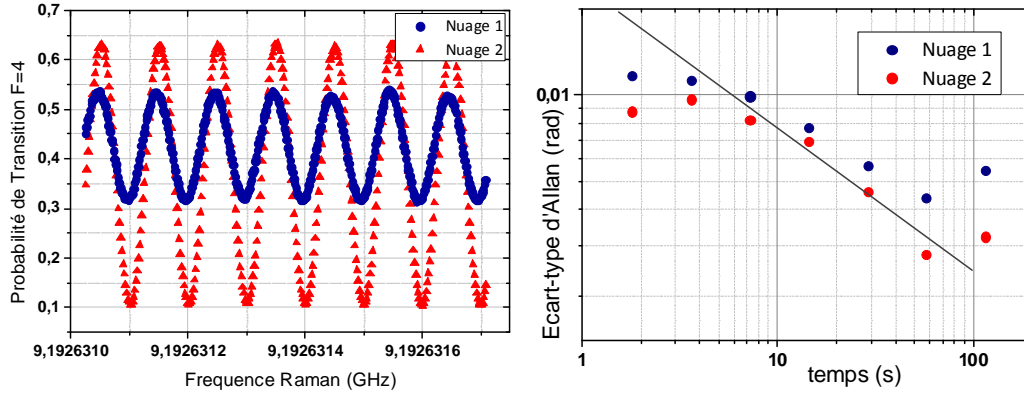 Nuage 1
Nuage 2
0,7
0,6
0,5
0,4
0,3
0,2
0,1
Probabilité de Transition F=4
9,1926310 9,1926312 9,1926314 9,1926316
Frequence Raman (GHz)
Nuage 1
Nuage 2
0,01
Ecart-type d'Allan (rad)
1 10 100
temps (s)